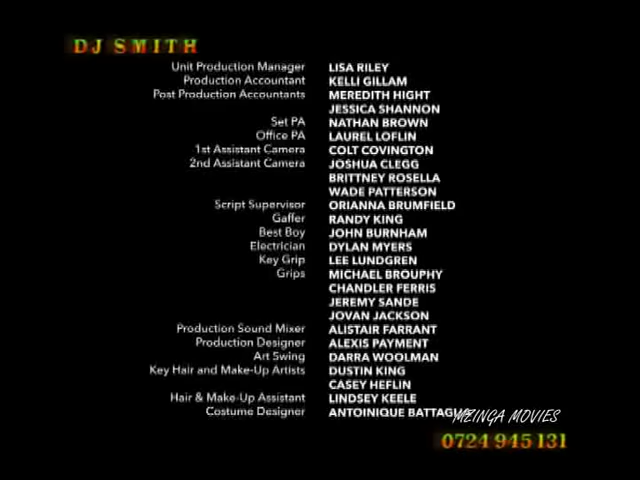 DJ SMITH
Unit Production Manager LISA RILEY
Production Accountant KELLI GILLAM
Post Production Accountants MEREDITH HIGHT
JESSICA SHANNON
Set PA NATHAN BROWN
Office PA LAUREL LOFLIN
1st Assistant Camera COLT COVINGTON
2nd Assistant Camera JOSHUA CLEGG
BRITTNEY ROSELLA
WADE PATTERSON
Script Supervisor ORIANNA BRUMFIELD
Gaffer RANDY KING
Best Boy JOHN BURNHAM
Electrician DYLAN MYERS
Key Grip LEE LUNDGREN
Grips MICHAEL BROUPHY
CHANDLER FERRIS
JEREMY SANDE
JOVAN JACKSON
Production Sound Mixer ALISTAIR FARRANT
Production Designer ALEXIS PAYMENT
Art Swing DARRA WOOLMAN
Key Hair and Make-Up Artists DUSTIN KING
CASEY HEFLIN
Hair & Make-Up Assistant LINDSEY KEELE
Costume Designer ANTOINIQUE
MZINGA MOVIES
0724 945 131